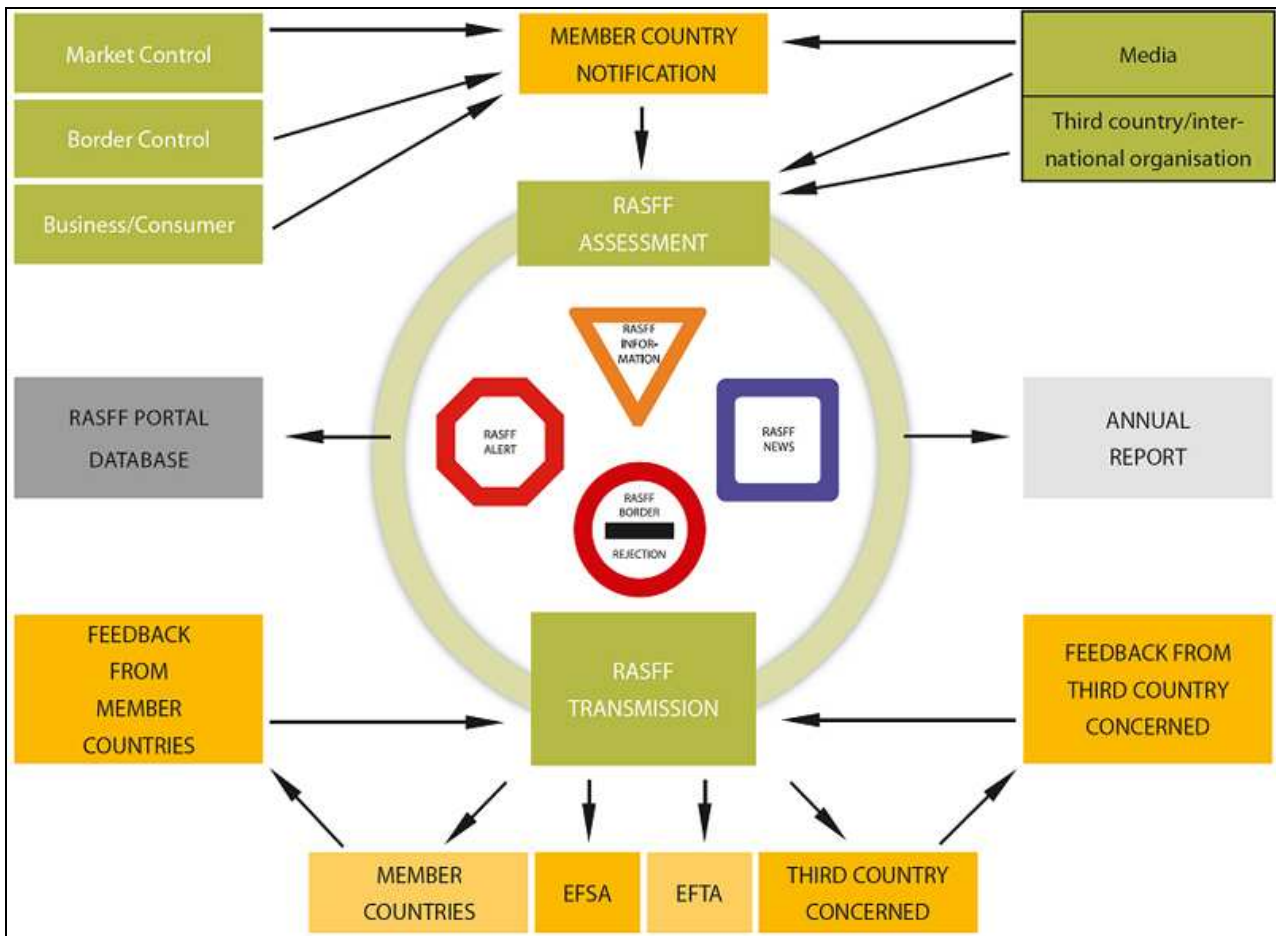 Market Control
Border Control
Business/Consumer
MEMBER COUNTRY
NOTIFICATION
Media
Third country/inter-
national organisation
RASFF
ASSESSMENT
RASFF
INFOR-
MATION
RASFF
ALERT
RASFF
NEWS
RASFF
BORDER
REJECTION
RASFF PORTAL
DATABASE
ANNUAL
REPORT
FEEDBACK
FROM
MEMBER
COUNTRIES
RASFF
TRANSMISSION
FEEDBACK FROM
THIRD COUNTRY
CONCERNED
MEMBER
COUNTRIES
EFSA
EFTA
THIRD COUNTRY
CONCERNED